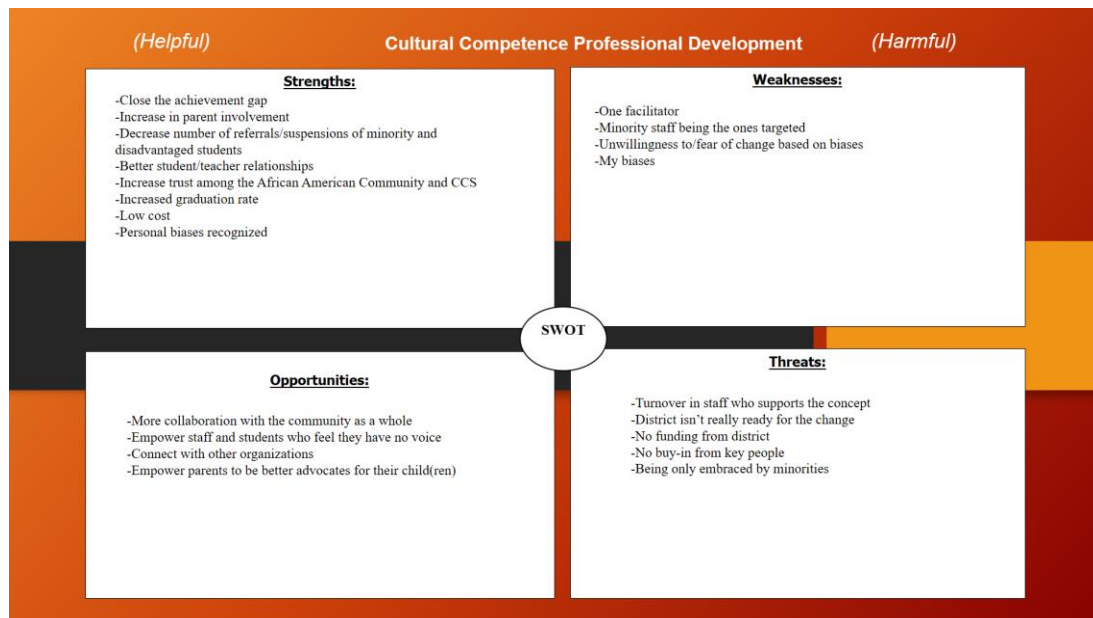 (Helpful)
Cultural Competence Professional Development
(Harmful)
Strengths:
-Close the achievement gap
-Increase in parent involvement
-Decrease number of referrals/suspensions of minority and
disadvantaged students
-Better student/teacher relationships
-Increase trust among the African American Community and CCS
-Increased graduation rate
-Low cost
-Personal biases recognized
Weaknesses:
-One facilitator
-Minority staff being the ones targeted
-Unwillingness to/fear of change based on biases
-My biases
SWOT
Opportunities:
-More collaboration with the community as a whole
-Empower staff and students who feel they have no voice
-Connect with other organizations
-Empower parents to be better advocates for their child(ren)
Threats:
-Turnover in staff who supports the concept
-District isn’t really ready for the change
-No funding from district
-No buy-in from key people
-Being only embraced by minorities